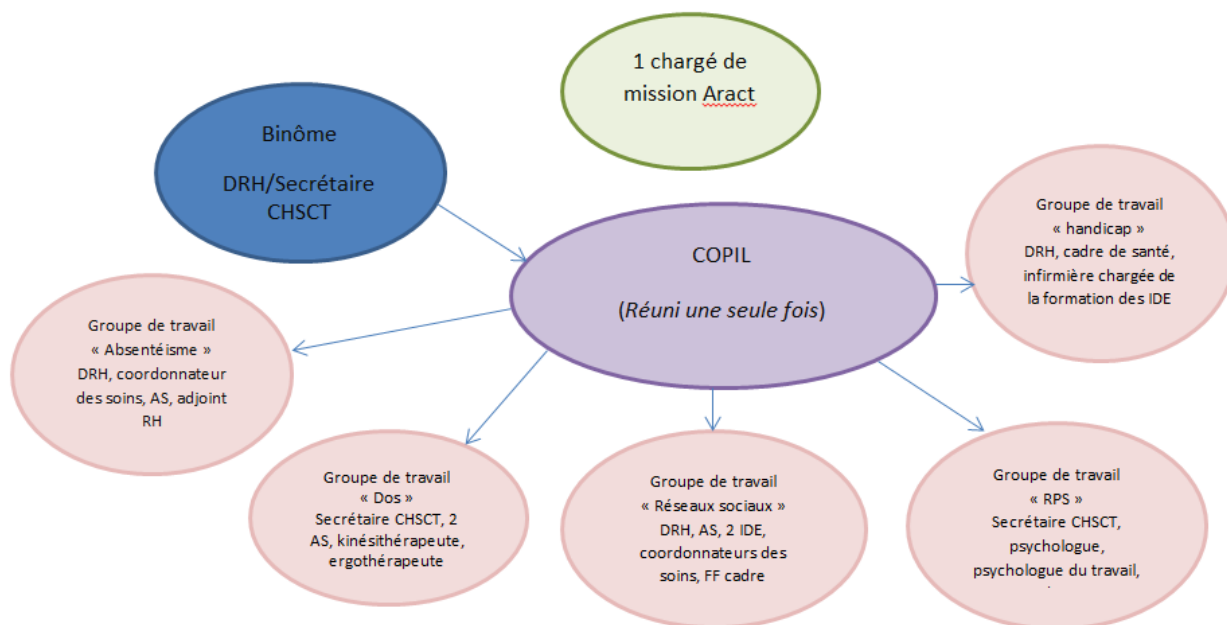 1 chargé de
mission Aract
Binôme
DRH/Secrétaire
CHSCT
COPIL
(Réuni une seule fois)
Groupe de travail
« handicap »
DRH, cadre de santé,
infirmière chargée de
la formation des IDE
Groupe de travail
« Absentéisme »
DRH, coordonnateur
des soins, AS, adjoint
RH
Groupe de travail
« Dos »
Secrétaire CHSCT, 2
AS, kinésithérapeute,
ergothérapeute
Groupe de travail
« Réseaux sociaux »
DRH, AS, 2 IDE,
coordonnateurs des
soins, FF cadre
Groupe de travail
« RPS »
Secrétaire CHSCT,
psychologue,
psychologue du travail,